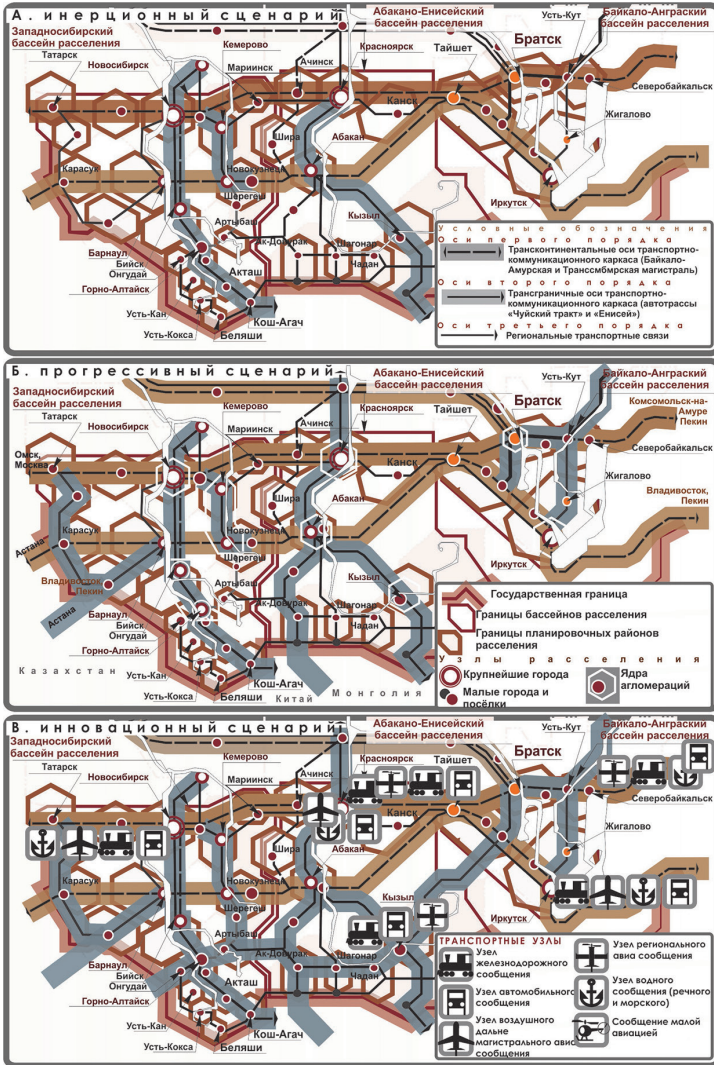 А. инерционный сценарий
Абакано-Енисейский
бассейн расселения
Усть-Кут
Байкало-Анграский
бассейн расселения
Западносибирский
бассейн расселения
Кемерово
Красноярск
Тайшет
Братск
Татарск
Новосибирск
Мариинск
Ачинск
Канск
Северобайкальск
Шира
Абакан
Жигалово
Карасук
Новокузнецк
Шерегеш
Кызыл
Иркутск
Артыбаш
Ак-Довурак
Шагонар
Чадан
Барнаул
Бийск
Онгудай
Горно-Алтайск
Акташ
Усть-Кан
Усть-Кокса
Беляши
Кош-Агач
Условные обозначения
Оси первого порядка
Трансконтинентальные оси транспортно-
коммуникационного каркаса (Байкало-
Амурская и Транссмбмрская магистраль)
Оси второго порядка
Трансграничные оси транспортно-
коммуникационного каркаса (автотрассы
«Чуйский тракт» и «Енисей»)
Оси третьего порядка
Региональные транспортные связи
Б. прогрессивный сценарий
Абакано-Енисейский
бассейн расселения
Усть-Кут
Байкало-Анграский
бассейн расселения
Западносибирский
бассейн расселения
Кемерово
Красноярск
Тайшет
Братск
Комсомольск-на-
Амуре
Пекин
Татарск
Новосибирск
Мариинск
Ачинск
Омск,
Москва
Канск
Северобайкальск
Шира
Абакан
Жигалово
Владивосток,
Пекин
Карасук
Астана
Новокузнецк
Шерегеш
Иркутск
Владивосток,
Пекин
Артыбаш
Кызыл
Астана
Ак-Довурак
Шагонар
Чадан
Барнаул
Бийск
Онгудай
Горно-Алтайск
Акташ
Усть-Кан
Усть-Кокса
Беляши
Кош-Агач
Казахстан
Китай
Монголия
Государственная граница
Границы бассейнов расселения
Границы планировочных районов
расселения
Узлы расселения
Крупнейшие города
Малые города и
посёлки
Ядра
агломераций
В. инновационный сценарий
Абакано-Енисейский
бассейн расселения
Усть-Кут
Байкало-Анграский
бассейн расселения
Западносибирский
бассейн расселения
Кемерово
Красноярск
Тайшет
Братск
Татарск
Новосибирск
Мариинск
Ачинск
Канск
Северобайкальск
Шира
Абакан
Жигалово
Карасук
Новокузнецк
Шерегеш
Кызыл
Иркутск
Артыбаш
Ак-Довурак
Шагонар
Чадан
Барнаул
Бийск
Онгудай
Горно-Алтайск
Акташ
Усть-Кан
Усть-Кокса
Беляши
Кош-Агач
ТРАНСПОРТНЫЕ УЗЛЫ
Узел
железнодорожного
сообщения
Узел автомобильного
сообщения
Узел воздушного
дальне
магистрального авиа
сообщения
Узел регионального
авиа сообщения
Узел водного
сообщения (речного
и морского)
Сообщение малой
авиацией